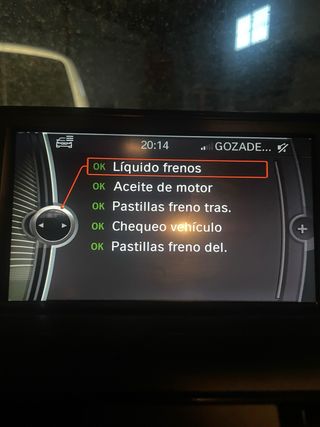 20:14 GOZADE...
OK Líquido frenos
OK Aceite de motor
OK Pastillas freno tras.
OK Chequeo vehículo
OK Pastillas freno del.